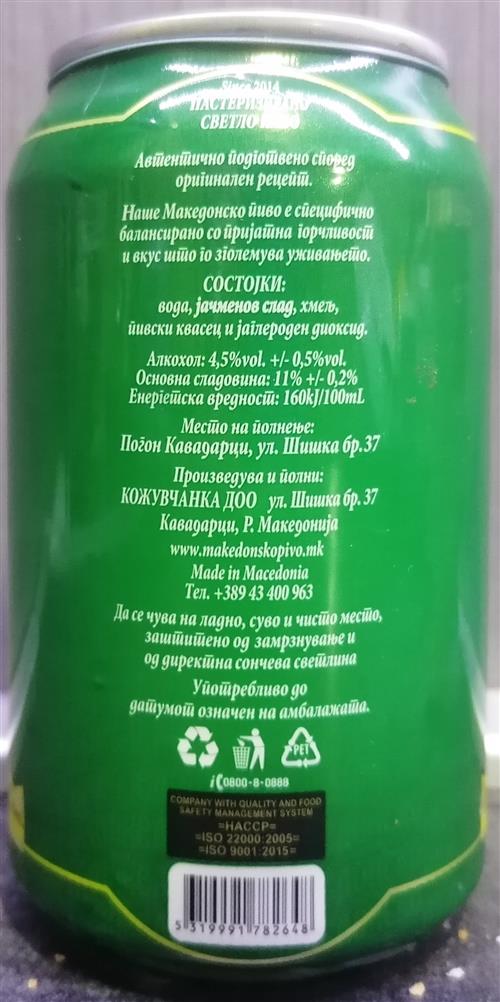 Since 2014
ПАСТЕРИЗИРАНО
СВЕТЛО ПИВО
Автентично подготвено според
оригинален рецепт.
Наше Македонско пиво е специфично
балансирано со пријатна горчливост
и вкус што го зголемува уживањето.
СОСТОЈКИ:
вода, јачменов слад, хмељ,
пивски квасец и јаглероден диоксид.
Алкохол: 4,5%vol. +/- 0,5%vol.
Основна сладовина: 11% +/- 0,2%
Енергетска вредност: 160kJ/100mL
Место на полнење:
Погон Кавадарци, ул. Шишка бр.37
Произведува и полни:
КОЖУВЧАНКА ДОО ул. Шишка бр. 37
Кавадарци, Р. Македонија
www.makedonskopivo.mk
Made in Macedonia
Тел. +389 43 400 963
Да се чува на ладно, суво и чисто место,
заштитено од замрзнување и
од директна сончева светлина
Употребливо до
датумот означен на амбалажата.
PET
0800-8-0888
COMPANY WITH QUALITY AND FOOD
SAFETY MANAGEMENT SYSTEM
=HACCP=
=ISO 22000:2005=
=ISO 9001:2015=
5 319991 782648